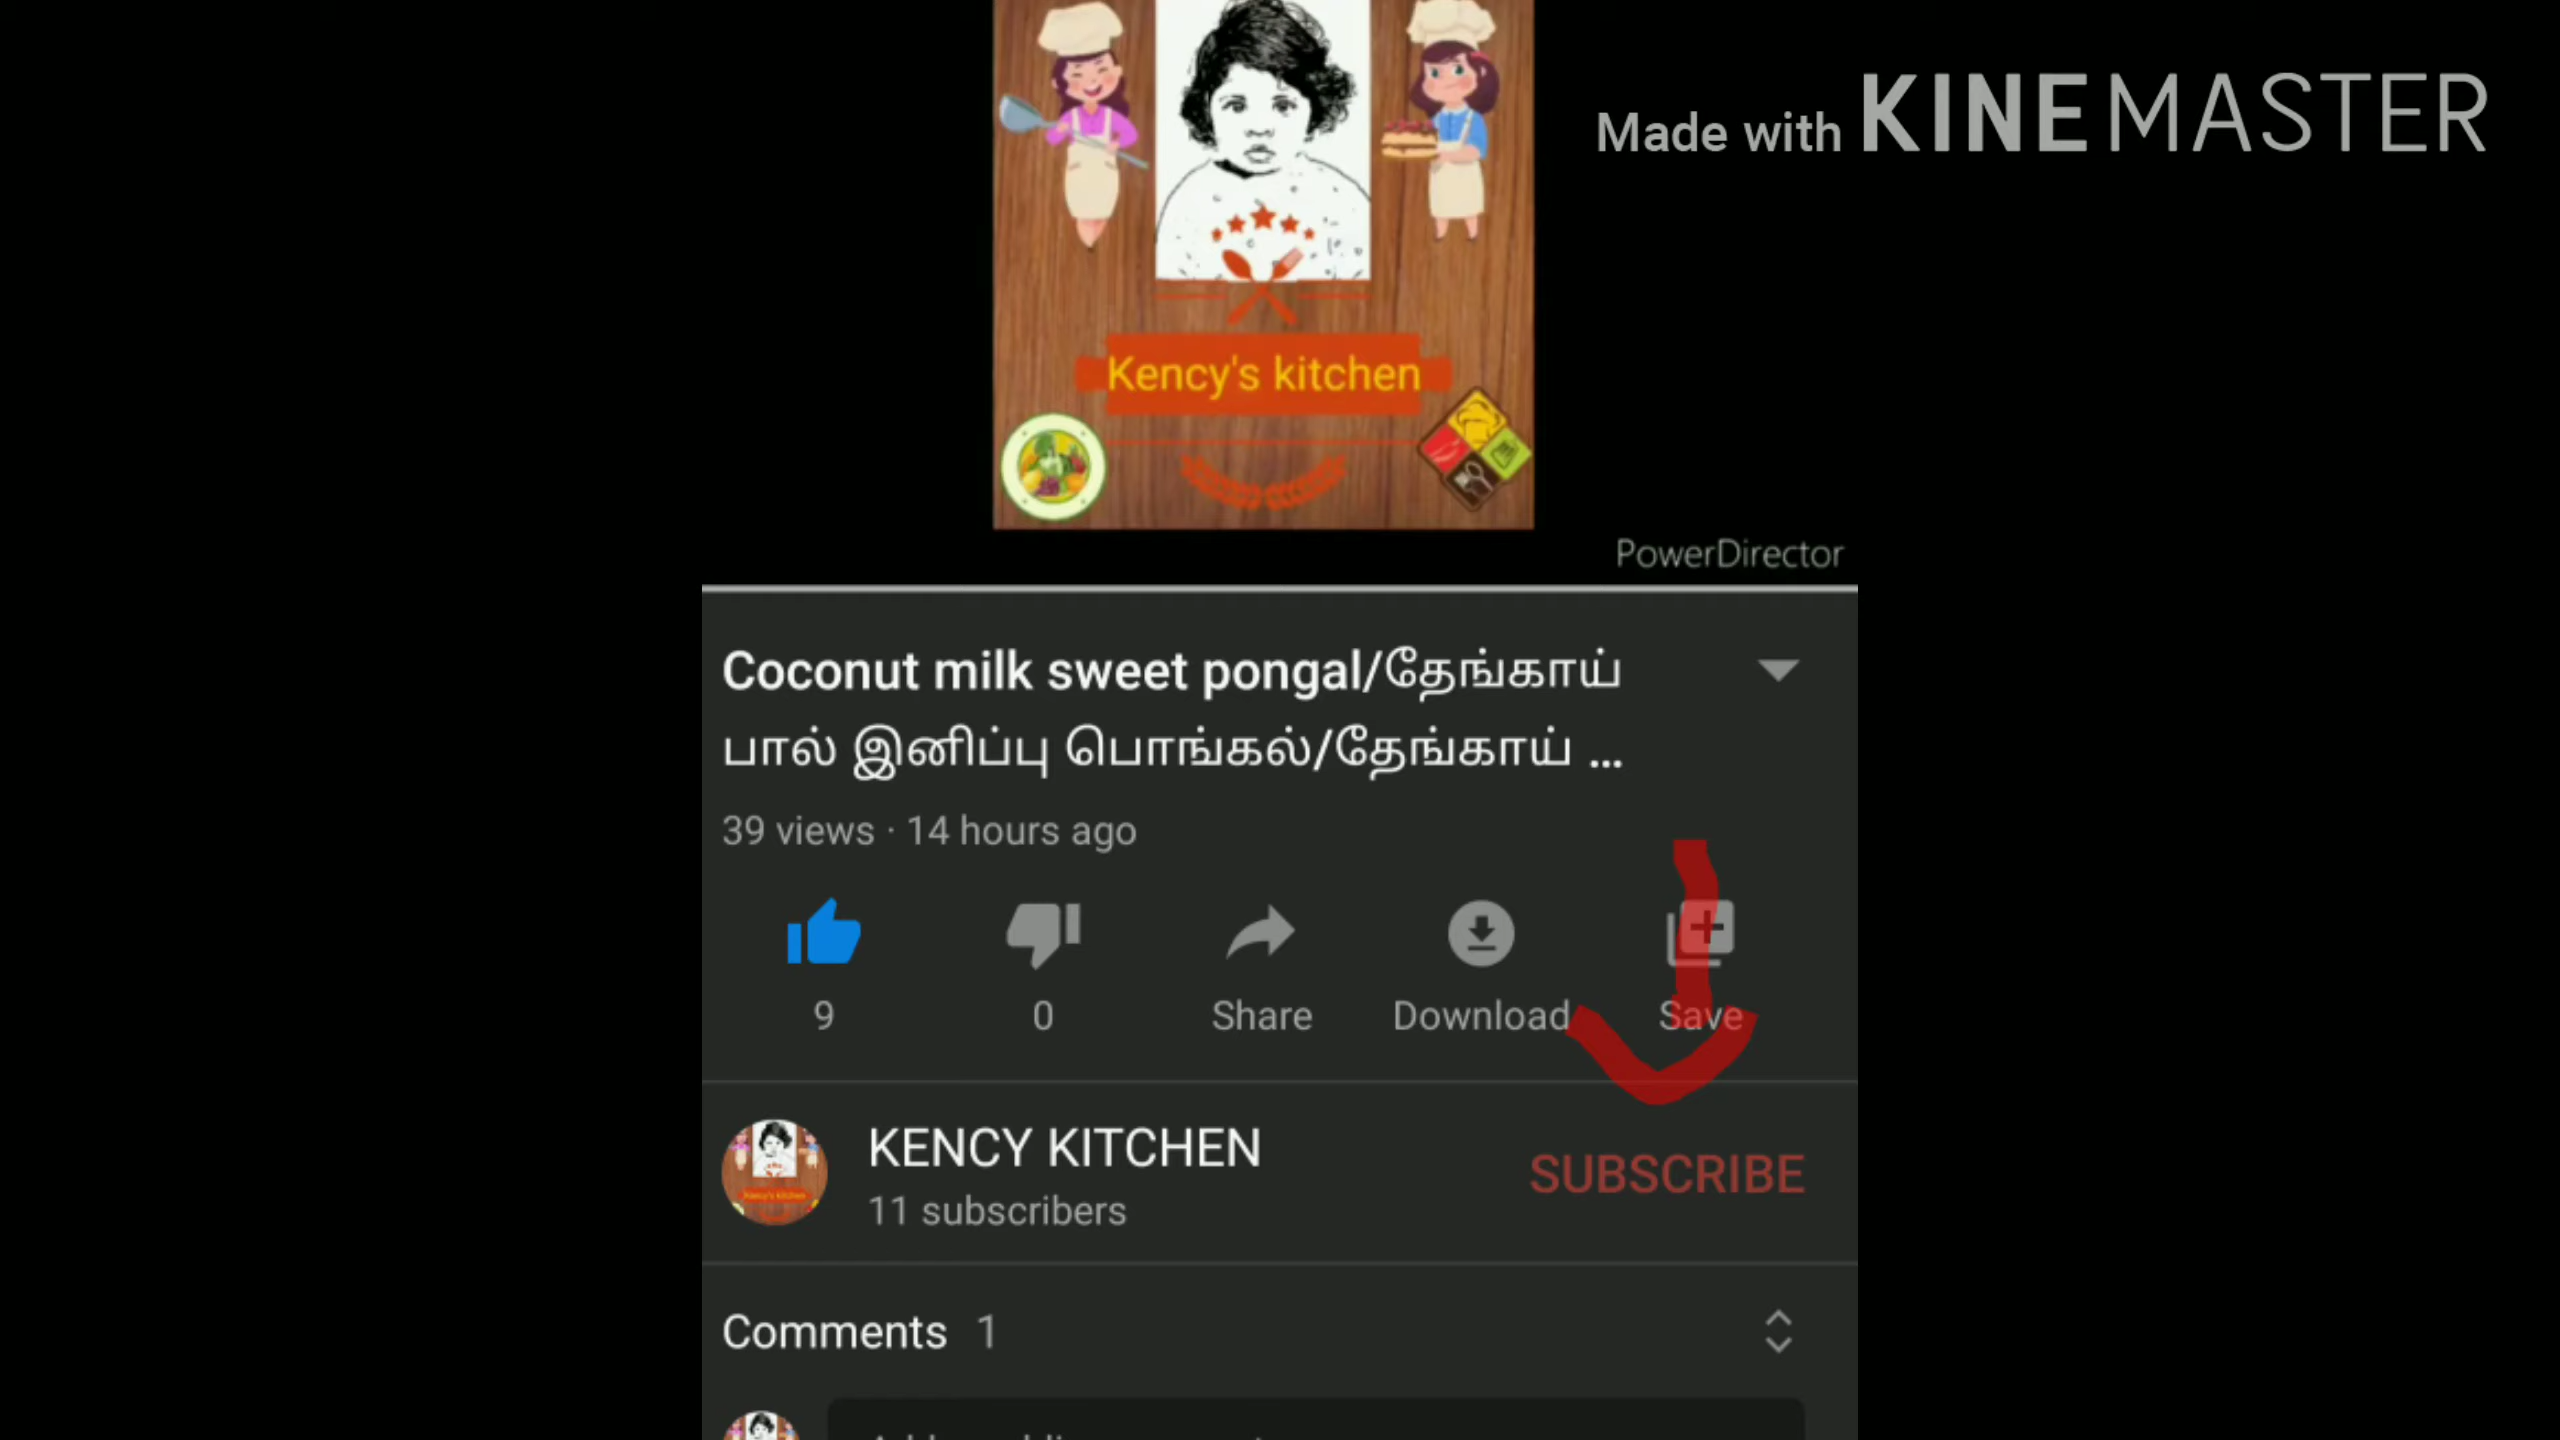 Made with KINEMASTER
Kency's kitchen
PowerDirector
Coconut milk sweet pongal/தேங்காய்
பால் இனிப்பு பொங்கல்/தேங்காய் ...
39 views · 14 hours ago
9
0
Share
Download
Save
KENCY KITCHEN
SUBSCRIBE
11 subscribers
Comments 1